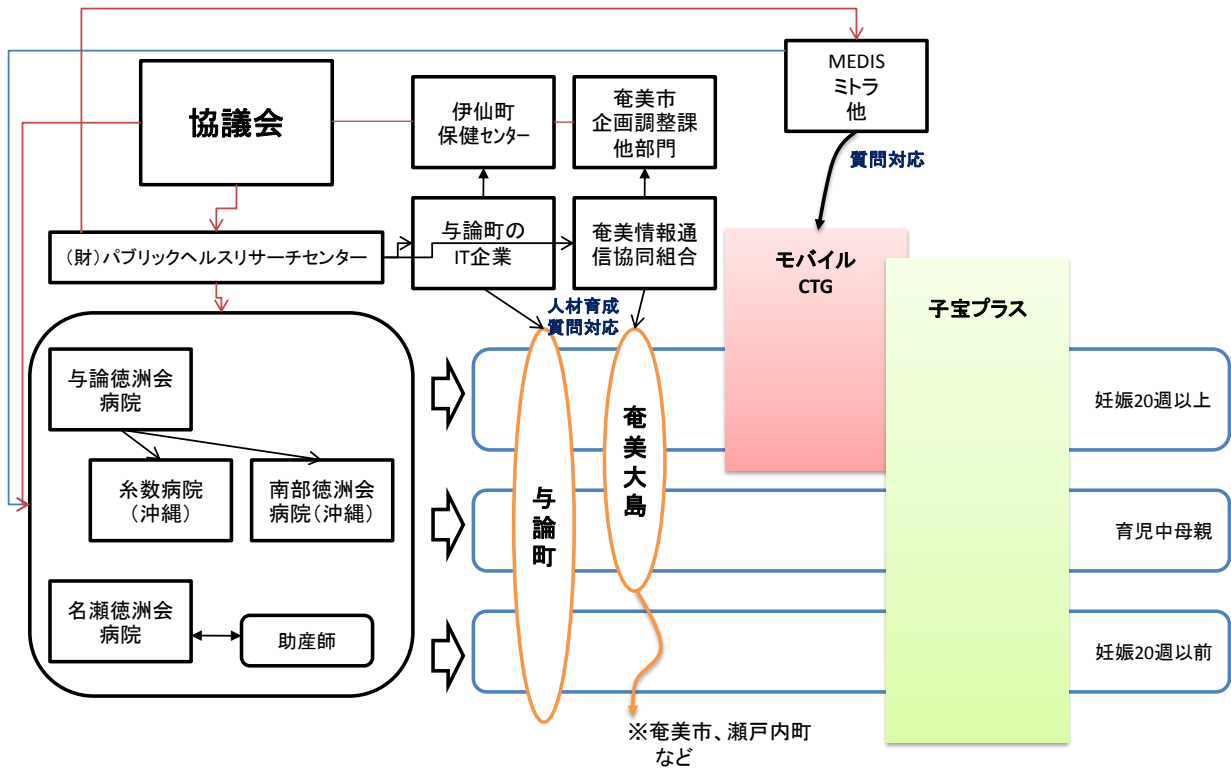 協議会
伊仙町
保健センター
奄美市
企画調整課
他部門
MEDIS
ミトラ
他
質問対応
(財)パブリックヘルスリサーチセンター
与論町の
IT企業
奄美情報通
信協同組合
人材育成
質問対応
モバイル
CTG
子宝プラス
与論徳洲会
病院
糸数病院
(沖縄)
南部徳洲会
病院(沖縄)
名瀬徳洲会
病院
助産師
与論町
奄美大島
妊娠20週以上
育児中母親
妊娠20週以前
※奄美市、瀬戸内町
など